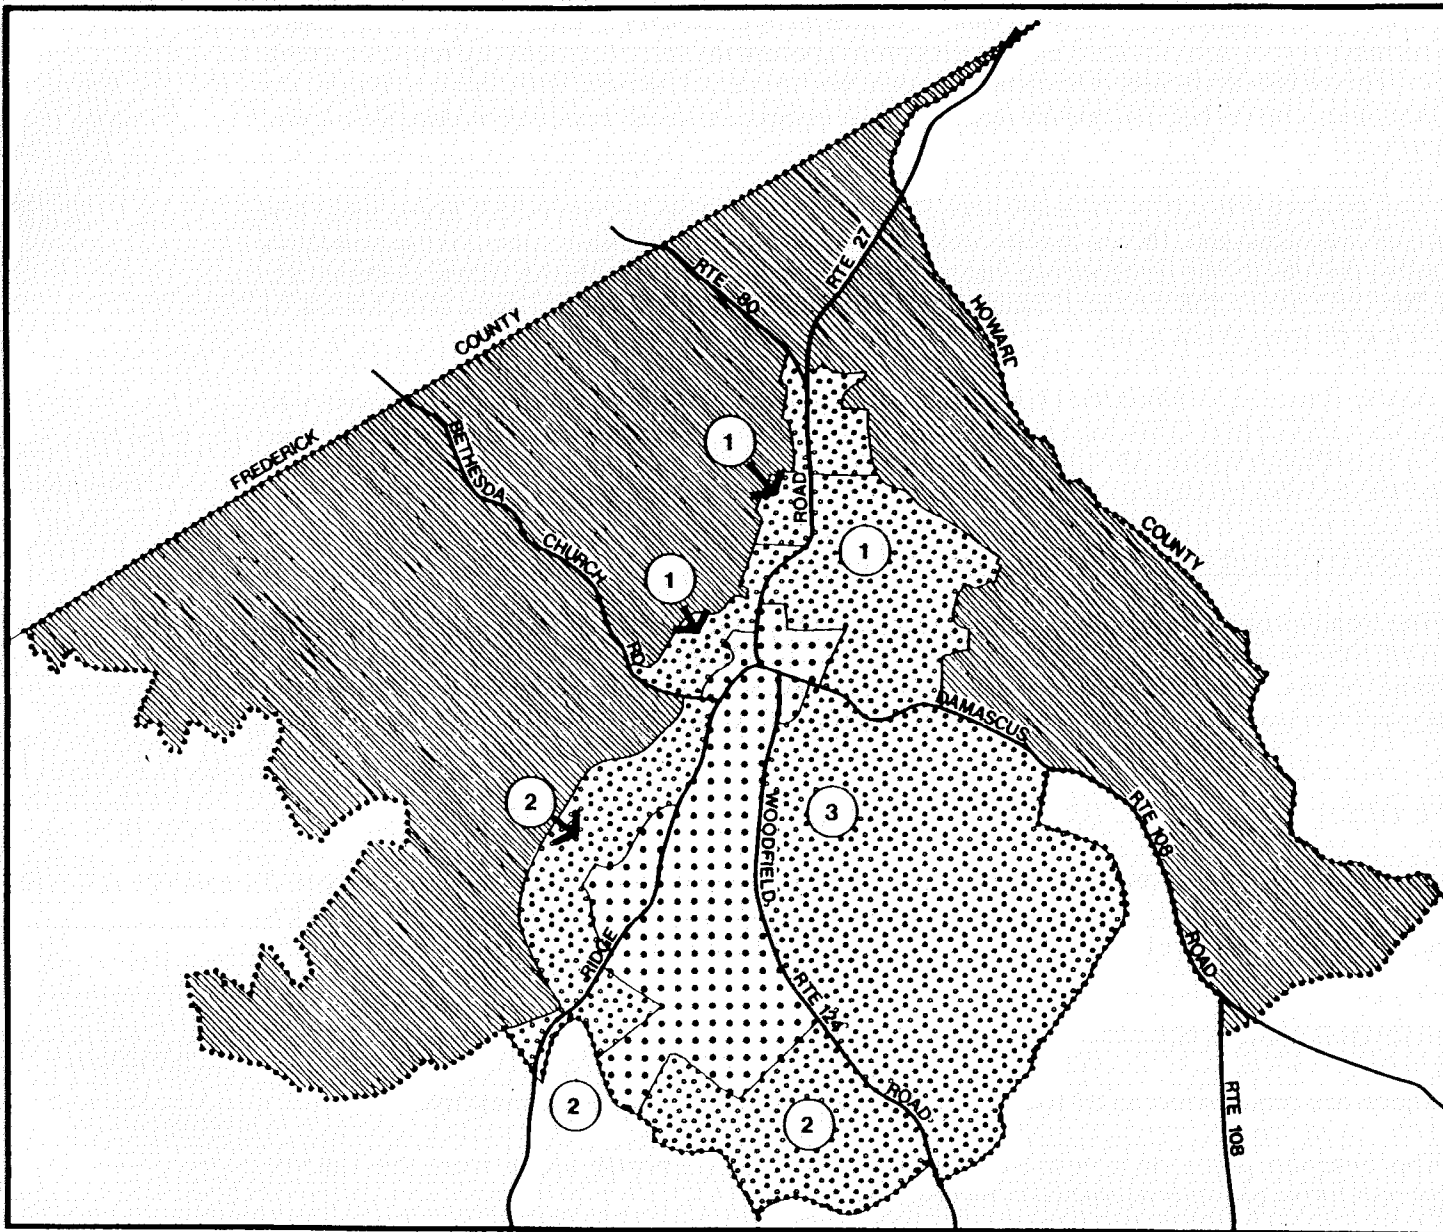 RTE 27
RTE 80
HOWARD
COUNTY
COUNTY
FREDERICK
BETHESDA
CHURCH
RD
1
1
1
ROAD
DAMASCUS
RTE 108
ROAD
RTE 108
2
3
WOODFIELD
RIDGE
RTE 124
ROAD
2
2